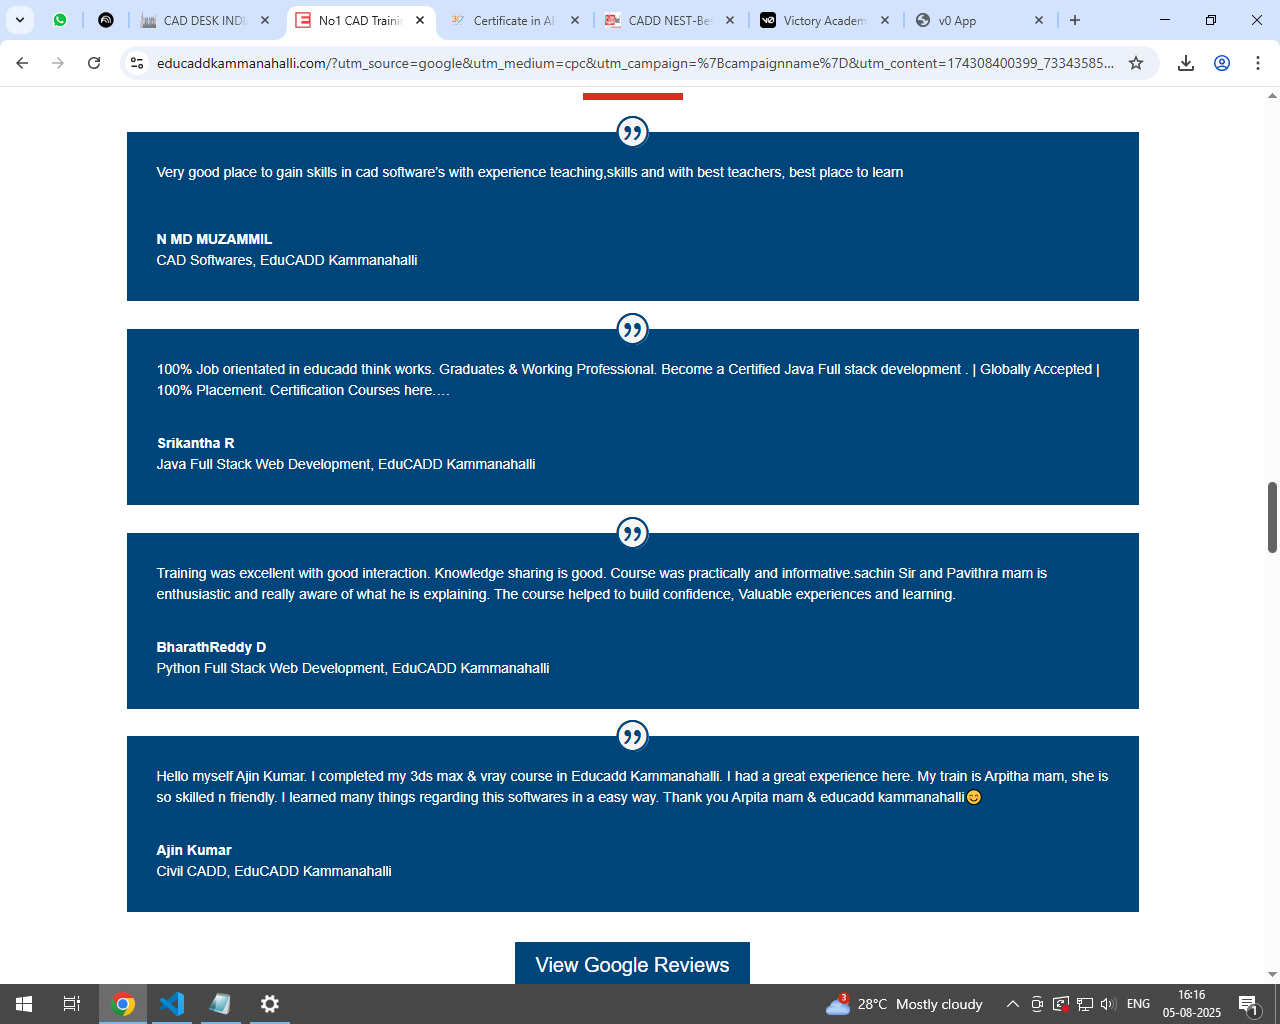 CAD DESK INDI
No1 CAD Traini
Certificate in AI-
CADD NEST-Be
Victory Academ
v0 App
educaddkammanahalli.com/?utm_source=google&utm_medium=cpc&utm_campaign=%7Bcampaignname%7D&utm_content=174308400399_73343585...
Very good place to gain skills in cad software’s with experience teaching,skills and with best teachers, best place to learn
N MD MUZAMMIL
CAD Softwares, EduCADD Kammanahalli
100% Job orientated in educadd think works. Graduates & Working Professional. Become a Certified Java Full stack development . | Globally Accepted |
100% Placement. Certification Courses here….
Srikantha R
Java Full Stack Web Development, EduCADD Kammanahalli
Training was excellent with good interaction. Knowledge sharing is good. Course was practically and informative.sachin Sir and Pavithra mam is
enthusiastic and really aware of what he is explaining. The course helped to build confidence, Valuable experiences and learning.
BharathReddy D
Python Full Stack Web Development, EduCADD Kammanahalli
Hello myself Ajin Kumar. I completed my 3ds max & vray course in Educadd Kammanahalli. I had a great experience here. My train is Arpitha mam, she is
so skilled n friendly. I learned many things regarding this softwares in a easy way. Thank you Arpita mam & educadd kammanahalli😊
Ajin Kumar
Civil CADD, EduCADD Kammanahalli
View Google Reviews
3
28°C Mostly cloudy
ENG
16:16
05-08-2025
1